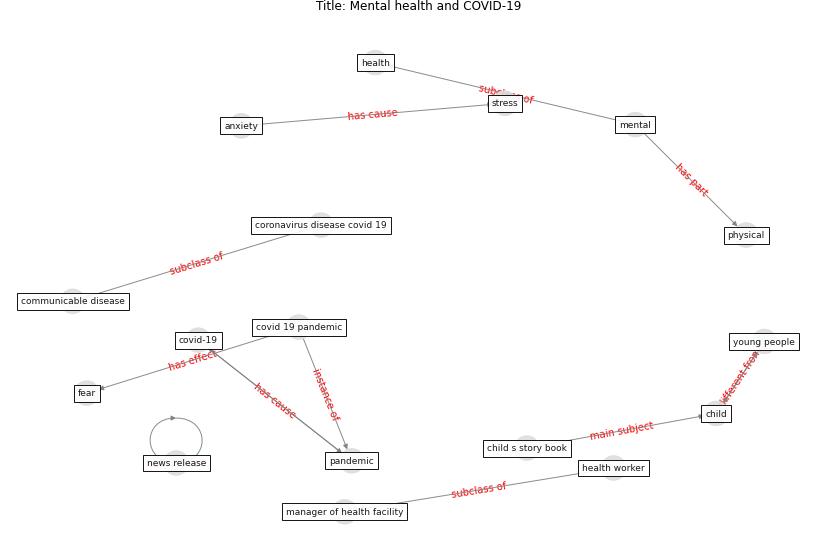 Title: Mental health and COVID-19
health
subclass of
stress
has cause
anxiety
mental
has part
physical
coronavirus disease covid 19
subclass of
communicable disease
covid 19 pandemic
covid-19
has effect
fear
has cause
instance of
young people
child
main subject
child s story book
news release
pandemic
health worker
subclass of
manager of health facility